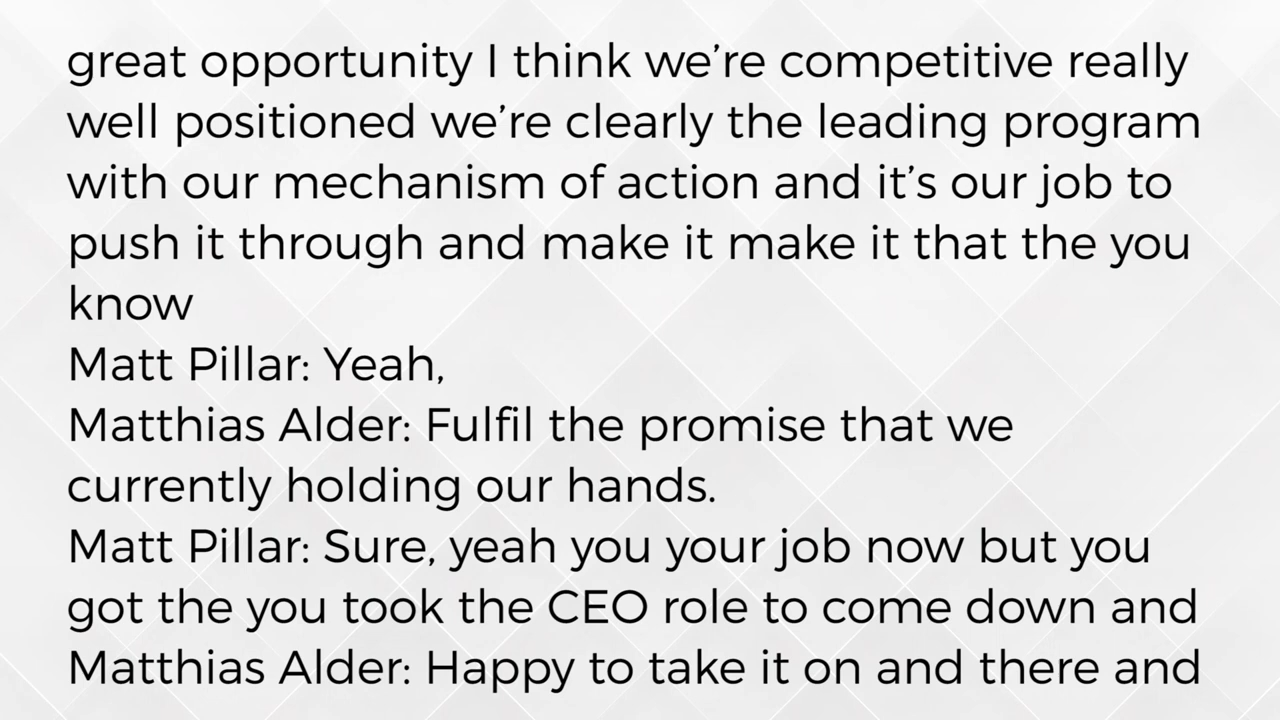 great opportunity I think we’re competitive really
well positioned we’re clearly the leading program
with our mechanism of action and it’s our job to
push it through and make it make it that the you
know
Matt Pillar: Yeah,
Matthias Alder: Fulfil the promise that we
currently holding our hands.
Matt Pillar: Sure, yeah you your job now but you
got the you took the CEO role to come down and
Matthias Alder: Happy to take it on and there and